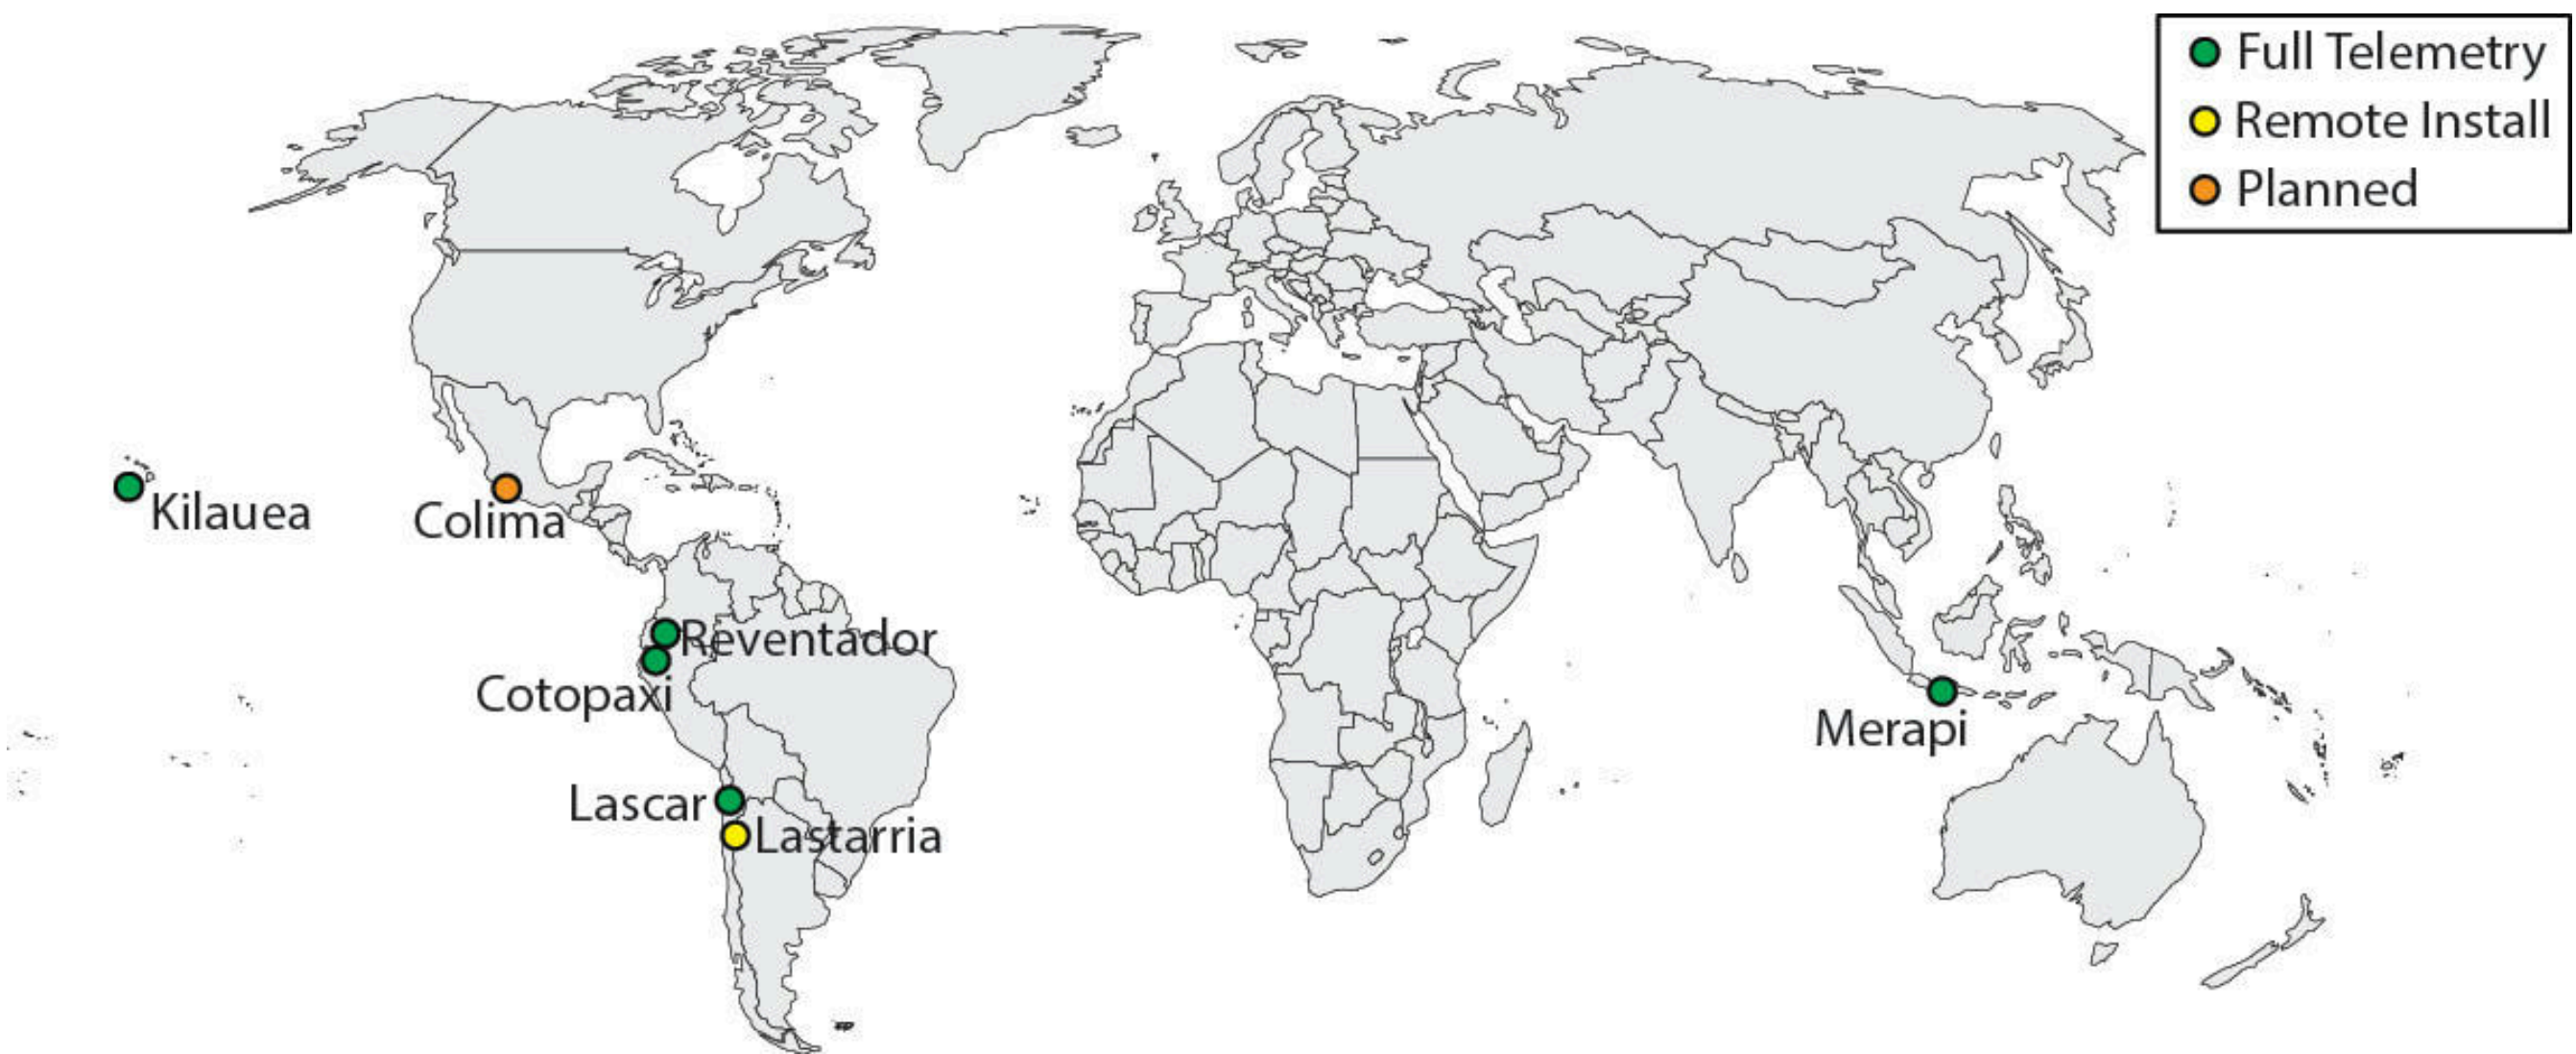 Full Telemetry
Remote Install
Planned
Kilauea
Colima
Reventador
Cotopaxi
Merapi
Lascar
Lastarria